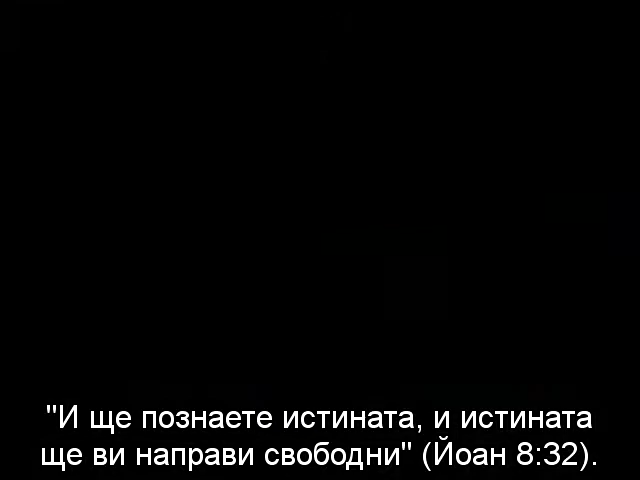 "И ще познаете истината, и истината
ще ви направи свободни" (Йоан 8:32).